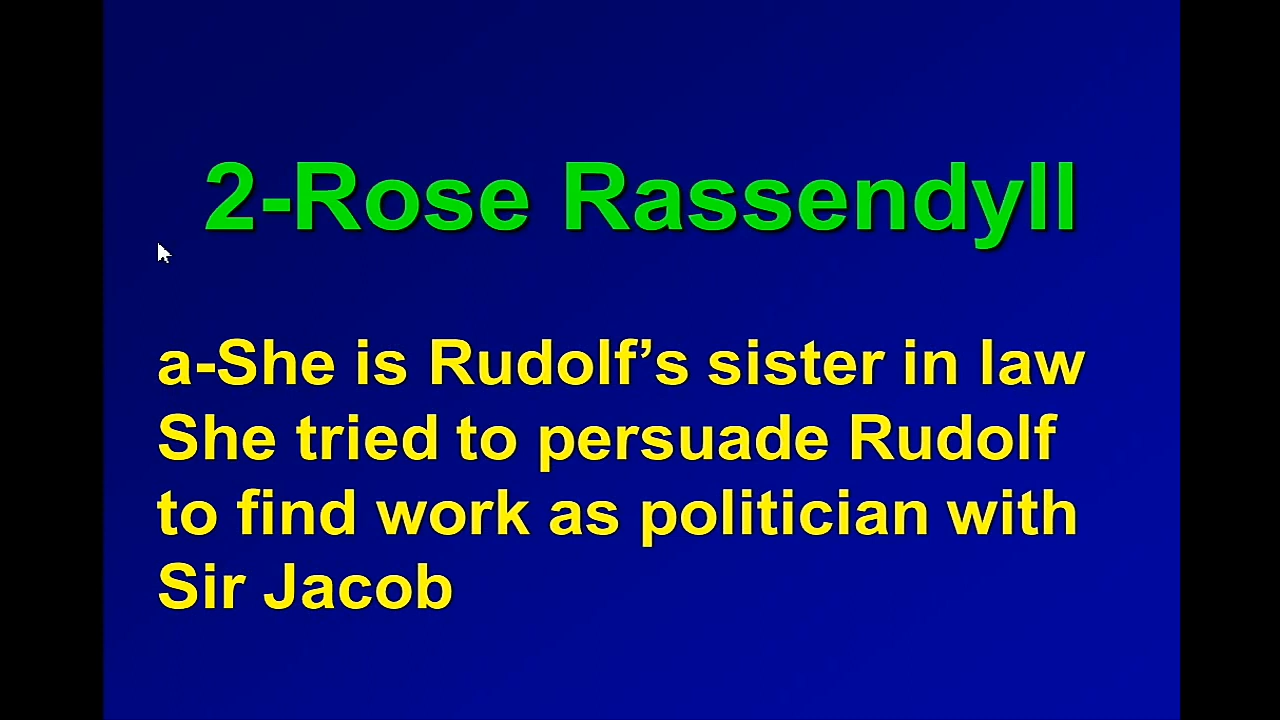 2-Rose Rassendyll
a-She is Rudolf’s sister in law
She tried to persuade Rudolf
to find work as politician with
Sir Jacob